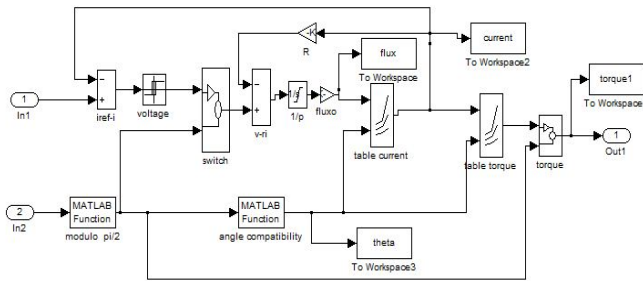 -K-
R
flux
To Workspace
current
To Workspace2
torque1
To Workspace
1
In1
iref-i
voltage
switch
v-ri
1/s
1/p
fluxo
table current
table torque
torque
1
Out1
2
In2
MATLAB
Function
modulo pi/2
MATLAB
Function
angle compatibility
theta
To Workspace3